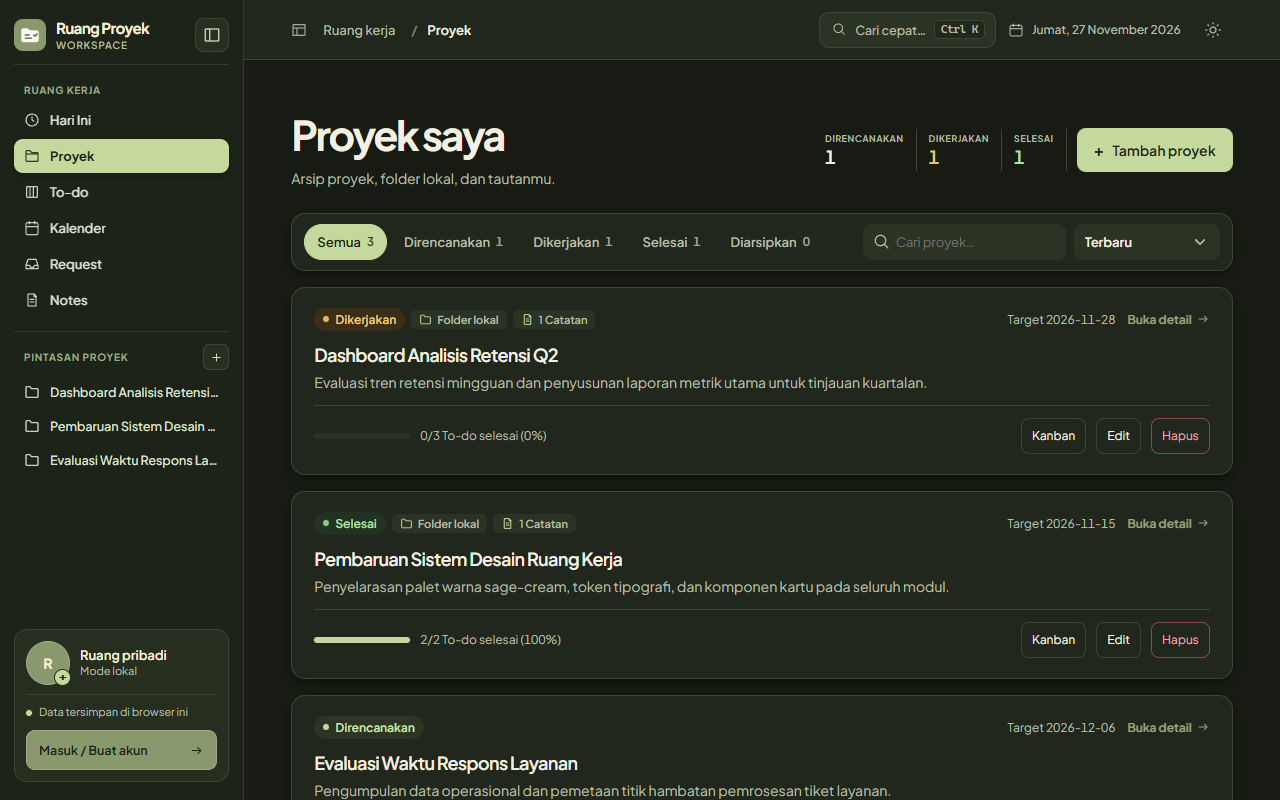 Ruang Proyek
WORKSPACE
RUANG KERJA
Hari Ini
Proyek
To-do
Kalender
Request
Notes
PINTASAN PROYEK
+
Dashboard Analisis Retensi...
Pembaruan Sistem Desain ...
Evaluasi Waktu Respons La...
R
+
Ruang pribadi
Mode lokal
Data tersimpan di browser ini
Masuk / Buat akun →
Ruang kerja / Proyek
Cari cepat... Ctrl K
Jumat, 27 November 2026
Proyek saya
Arsip proyek, folder lokal, dan tautanmu.
DIRENCANAKAN
1
DIKERJAKAN
1
SELESAI
1
+ Tambah proyek
Semua 3 Direncanakan 1 Dikerjakan 1 Selesai 1 Diarsipkan 0
Cari proyek...
Terbaru
Dikerjakan Folder lokal 1 Catatan
Target 2026-11-28 Buka detail →
Dashboard Analisis Retensi Q2
Evaluasi tren retensi mingguan dan penyusunan laporan metrik utama untuk tinjauan kuartalan.
0/3 To-do selesai (0%)
Kanban Edit Hapus
Selesai Folder lokal 1 Catatan
Target 2026-11-15 Buka detail →
Pembaruan Sistem Desain Ruang Kerja
Penyelarasan palet warna sage-cream, token tipografi, dan komponen kartu pada seluruh modul.
2/2 To-do selesai (100%)
Kanban Edit Hapus
Direncanakan
Target 2026-12-06 Buka detail →
Evaluasi Waktu Respons Layanan
Pengumpulan data operasional dan pemetaan titik hambatan pemrosesan tiket layanan.